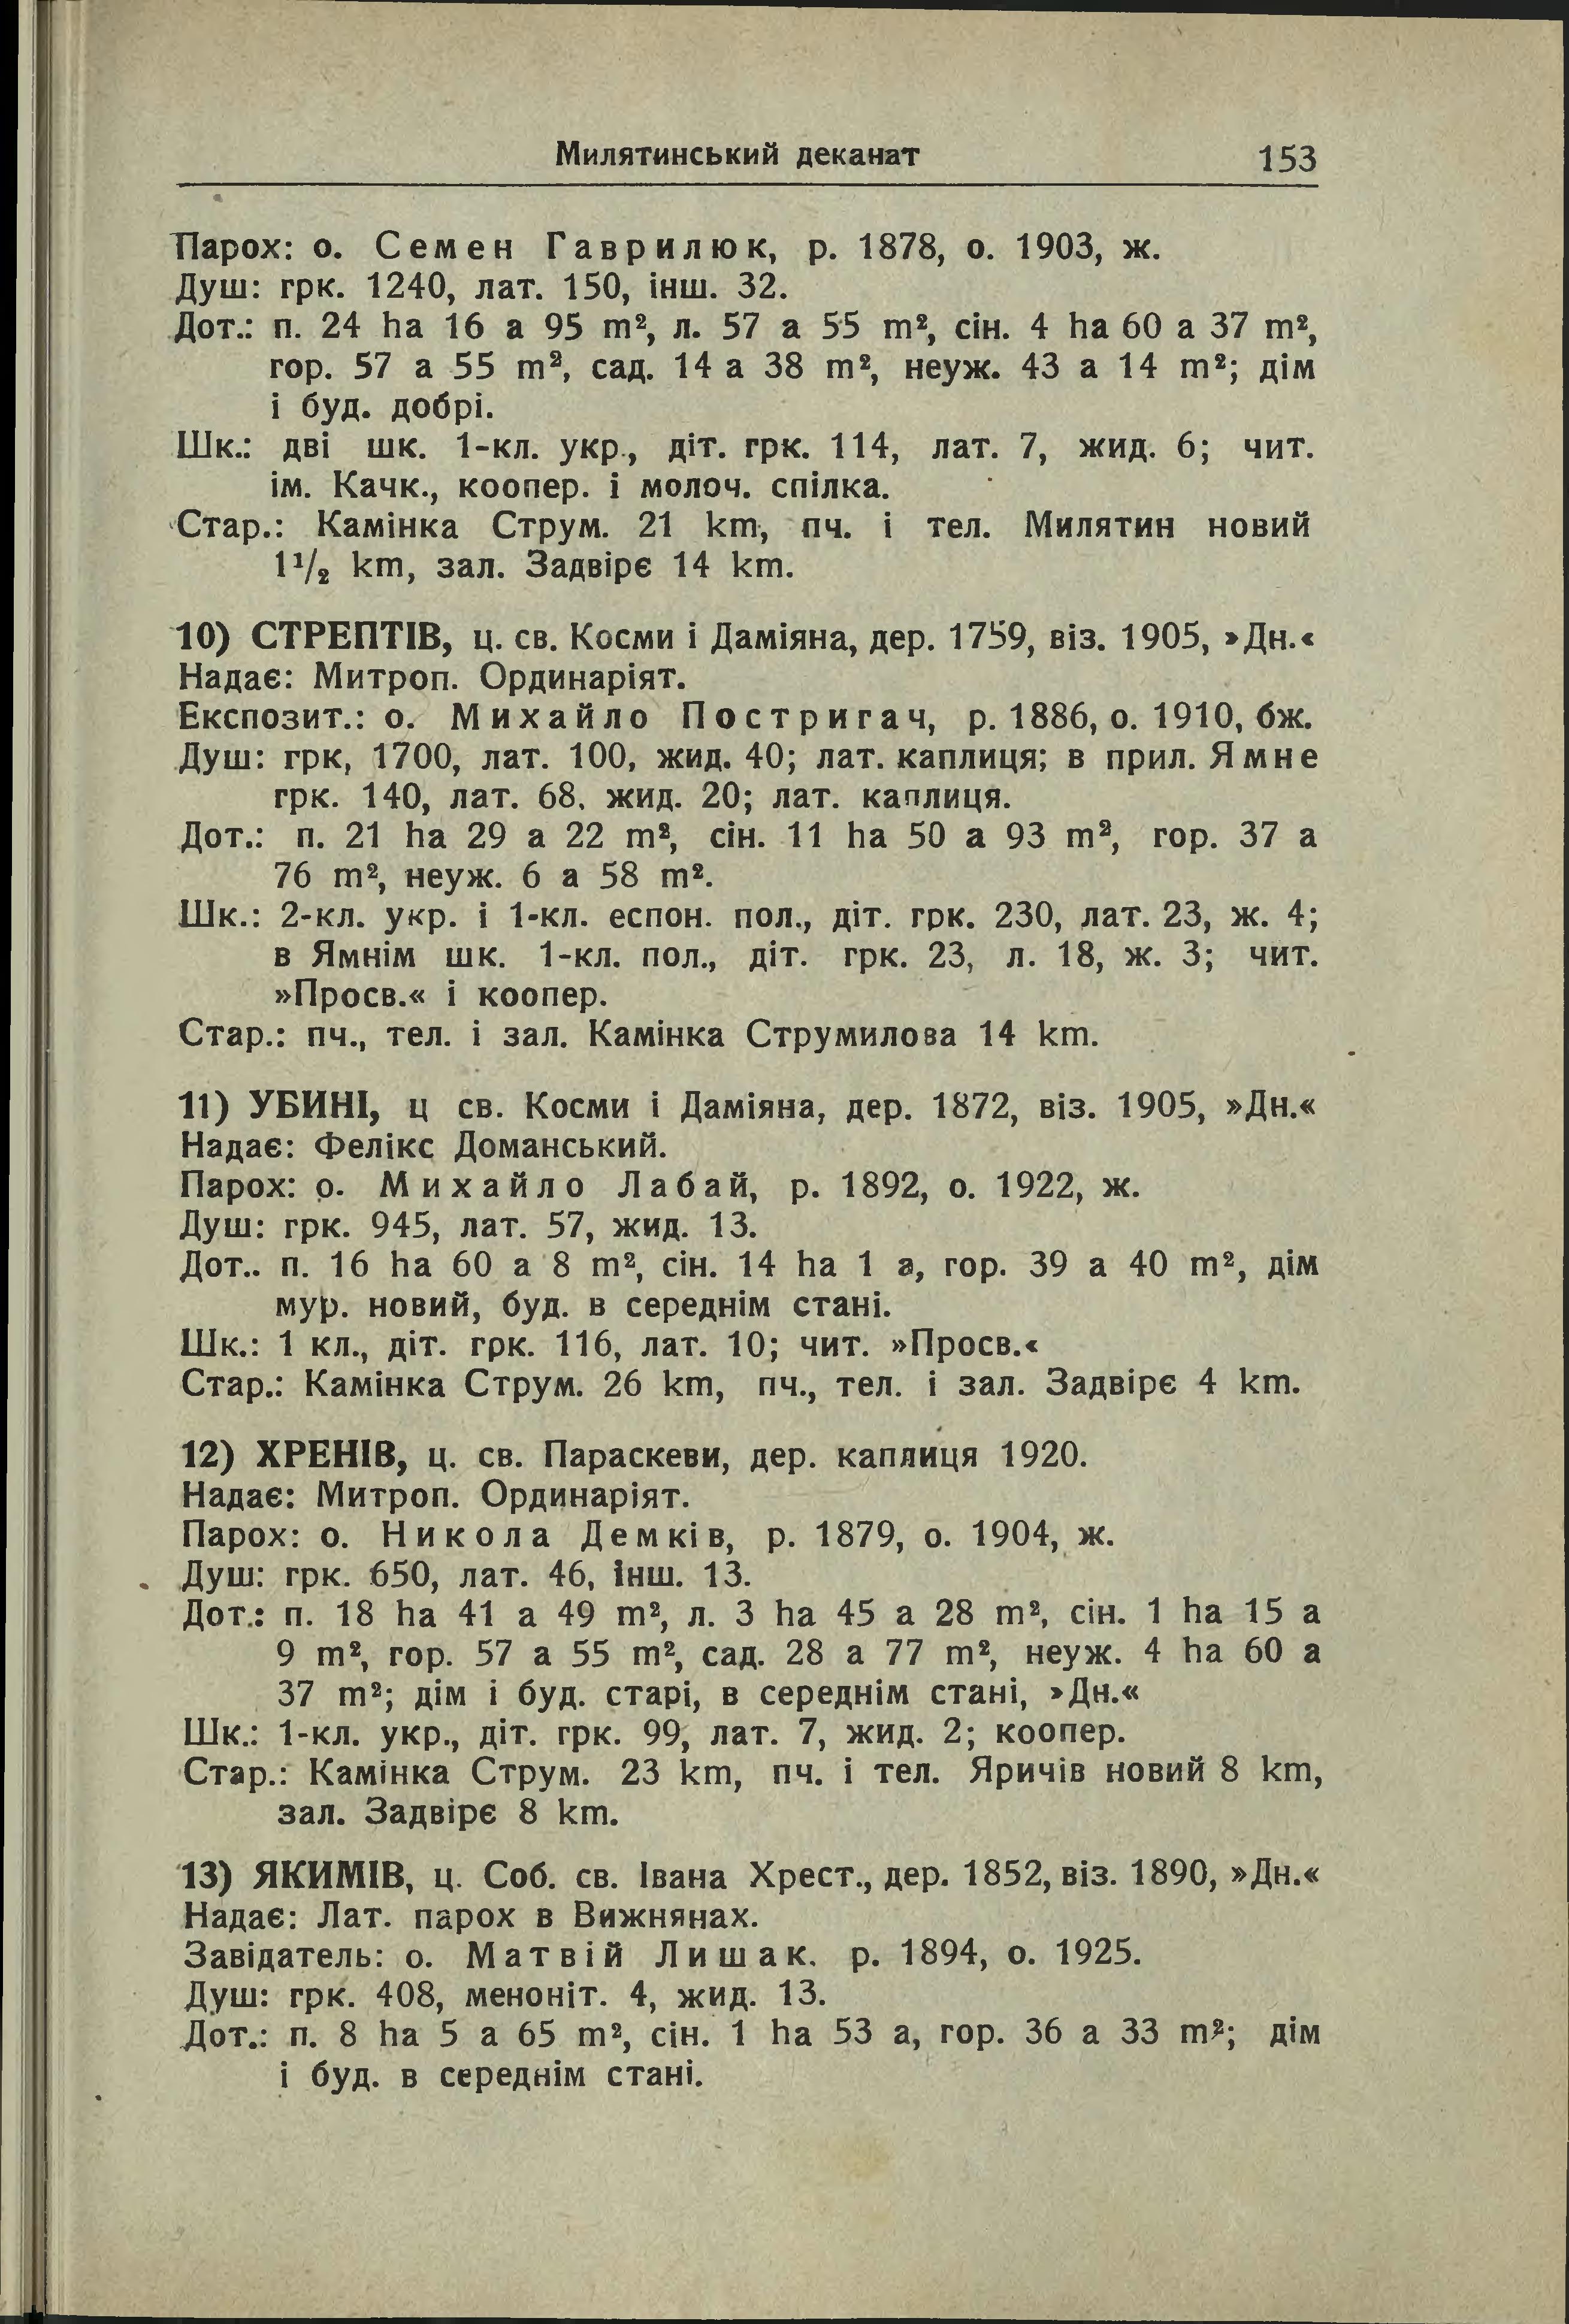 Милятинський деканат 153
Парох: о. Семен Гаврилюк, р. 1878, о. 1903, ж.
Душ: грк. 1240, лат. 150, інш. 32.
Дот.: п. 24 ha 16 a 95 m², л. 57 a 55 m², сін. 4 ha 60 a 37 m²,
гор. 57 a 55 m², сад. 14 a 38 m², неуж. 43 a 14 m²; дім
і буд. добрі.
Шк.: дві шк. 1-кл. укр., діт. грк. 114, лат. 7, жид. 6; чит.
ім. Качк., коопер. і молоч. спілка.
Стар.: Камінка Струм. 21 km, пч. і тел. Милятин новий
1¹/₂ km, зал. Задвірє 14 km.
10) СТРЕПТІВ, ц. св. Косми і Даміяна, дер. 1759, віз. 1905, »Дн.«
Надає: Митроп. Ординаріят.
Експозит.: о. Михайло Постригач, р. 1886, о. 1910, бж.
Душ: грк, 1700, лат. 100, жид. 40; лат. каплиця; в прил. Ямне
грк. 140, лат. 68, жид. 20; лат. каплиця.
Дот.: п. 21 ha 29 a 22 m², сін. 11 ha 50 a 93 m², гор. 37 a
76 m², неуж. 6 a 58 m².
Шк.: 2-кл. укр. і 1-кл. еспон. пол., діт. грк. 230, лат. 23, ж. 4;
в Ямнім шк. 1-кл. пол., діт. грк. 23, л. 18, ж. 3; чит.
»Просв.« і коопер.
Стар.: пч., тел. і зал. Камінка Струмилова 14 km.
11) УБИНІ, ц св. Косми і Даміяна, дер. 1872, віз. 1905, »Дн.«
Надає: Фелікс Доманський.
Парох: о. Михайло Лабай, р. 1892, о. 1922, ж.
Душ: грк. 945, лат. 57, жид. 13.
Дот.. п. 16 ha 60 a 8 m², сін. 14 ha 1 a, гор. 39 a 40 m², дім
мур. новий, буд. в середнім стані.
Шк.: 1 кл., діт. грк. 116, лат. 10; чит. »Просв.«
Стар.: Камінка Струм. 26 km, пч., тел. і зал. Задвірє 4 km.
12) ХРЕНІВ, ц. св. Параскеви, дер. каплиця 1920.
Надає: Митроп. Ординаріят.
Парох: о. Никола Демків, р. 1879, о. 1904, ж.
Душ: грк. 650, лат. 46, інш. 13.
Дот.: п. 18 ha 41 a 49 m², л. 3 ha 45 a 28 m², сін. 1 ha 15 a
9 m², гор. 57 a 55 m², сад. 28 a 77 m², неуж. 4 ha 60 a
37 m²; дім і буд. старі, в середнім стані, »Дн.«
Шк.: 1-кл. укр., діт. грк. 99, лат. 7, жид. 2; коопер.
Стар.: Камінка Струм. 23 km, пч. і тел. Яричів новий 8 km,
зал. Задвірє 8 km.
13) ЯКИМІВ, ц. Соб. св. Івана Хрест., дер. 1852, віз. 1890, »Дн.«
Надає: Лат. парох в Вижнянах.
Завідатель: о. Матвій Лишак. р. 1894, о. 1925.
Душ: грк. 408, меноніт. 4, жид. 13.
Дот.: п. 8 ha 5 a 65 m², сін. 1 ha 53 a, гор. 36 a 33 m²; дім
і буд. в середнім стані.